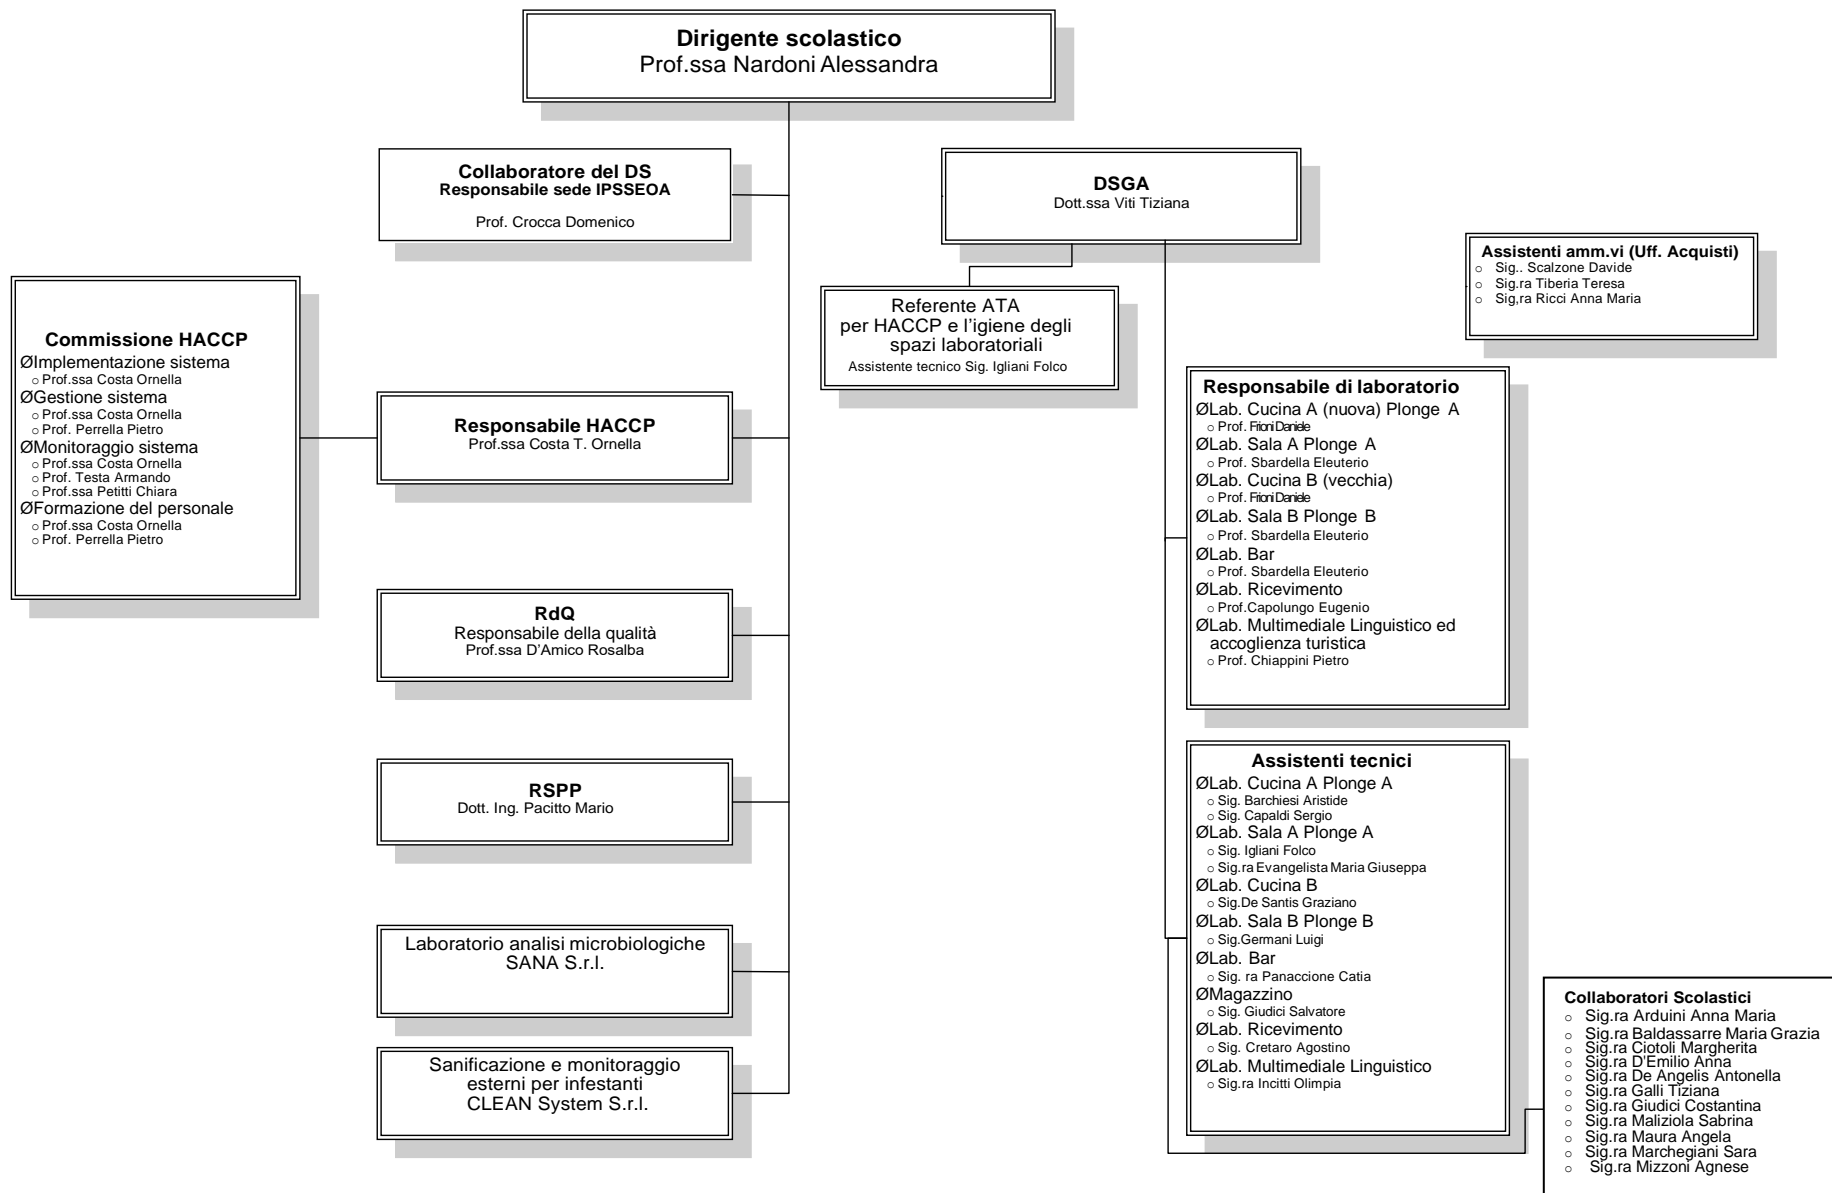 Dirigente scolastico
Prof.ssa Nardoni Alessandra
Collaboratore del DS
Responsabile sede IPSSEOA
Prof. Crocca Domenico
DSGA
Dott.ssa Viti Tiziana
Assistenti amm.vi (Uff. Acquisti)
o Sig.. Scalzone Davide
o Sig.ra Tiberia Teresa
o Sig,ra Ricci Anna Maria
Referente ATA
per HACCP e l'igiene degli
spazi laboratoriali
Assistente tecnico Sig. Igliani Folco
Commissione HACCP
ØImplementazione sistema
o Prof.ssa Costa Ornella
ØGestione sistema
o Prof.ssa Costa Ornella
o Prof. Perrella Pietro
ØMonitoraggio sistema
o Prof.ssa Costa Ornella
o Prof. Testa Armando
o Prof.ssa Petitti Chiara
ØFormazione del personale
o Prof.ssa Costa Ornella
o Prof. Perrella Pietro
Responsabile HACCP
Prof.ssa Costa T. Ornella
RdQ
Responsabile della qualità
Prof.ssa D'Amico Rosalba
RSPP
Dott. Ing. Pacitto Mario
Laboratorio analisi microbiologiche
SANA S.r.l.
Sanificazione e monitoraggio
esterni per infestanti
CLEAN System S.r.l.
Responsabile di laboratorio
ØLab. Cucina A (nuova) Plonge A
o Prof. Frioni Daniele
ØLab. Sala A Plonge A
o Prof. Sbardella Eleuterio
ØLab. Cucina B (vecchia)
o Prof. Frioni Daniele
ØLab. Sala B Plonge B
o Prof. Sbardella Eleuterio
ØLab. Bar
o Prof. Sbardella Eleuterio
ØLab. Ricevimento
o Prof.Capolungo Eugenio
ØLab. Multimediale Linguistico ed
accoglienza turistica
o Prof. Chiappini Pietro
Assistenti tecnici
ØLab. Cucina A Plonge A
o Sig. Barchiesi Aristide
o Sig. Capaldi Sergio
ØLab. Sala A Plonge A
o Sig. Igliani Folco
o Sig.ra Evangelista Maria Giuseppa
ØLab. Cucina B
o Sig.De Santis Graziano
ØLab. Sala B Plonge B
o Sig.Germani Luigi
ØLab. Bar
o Sig. ra Panaccione Catia
ØMagazzino
o Sig. Giudici Salvatore
ØLab. Ricevimento
o Sig. Cretaro Agostino
ØLab. Multimediale Linguistico
o Sig.ra Incitti Olimpia
Collaboratori Scolastici
o Sig.ra Arduini Anna Maria
o Sig.ra Baldassarre Maria Grazia
o Sig.ra Ciotoli Margherita
o Sig.ra D'Emilio Anna
o Sig.ra De Angelis Antonella
o Sig.ra Galli Tiziana
o Sig.ra Giudici Costantina
o Sig.ra Maliziola Sabrina
o Sig.ra Maura Angela
o Sig.ra Marchegiani Sara
o Sig.ra Mizzoni Agnese